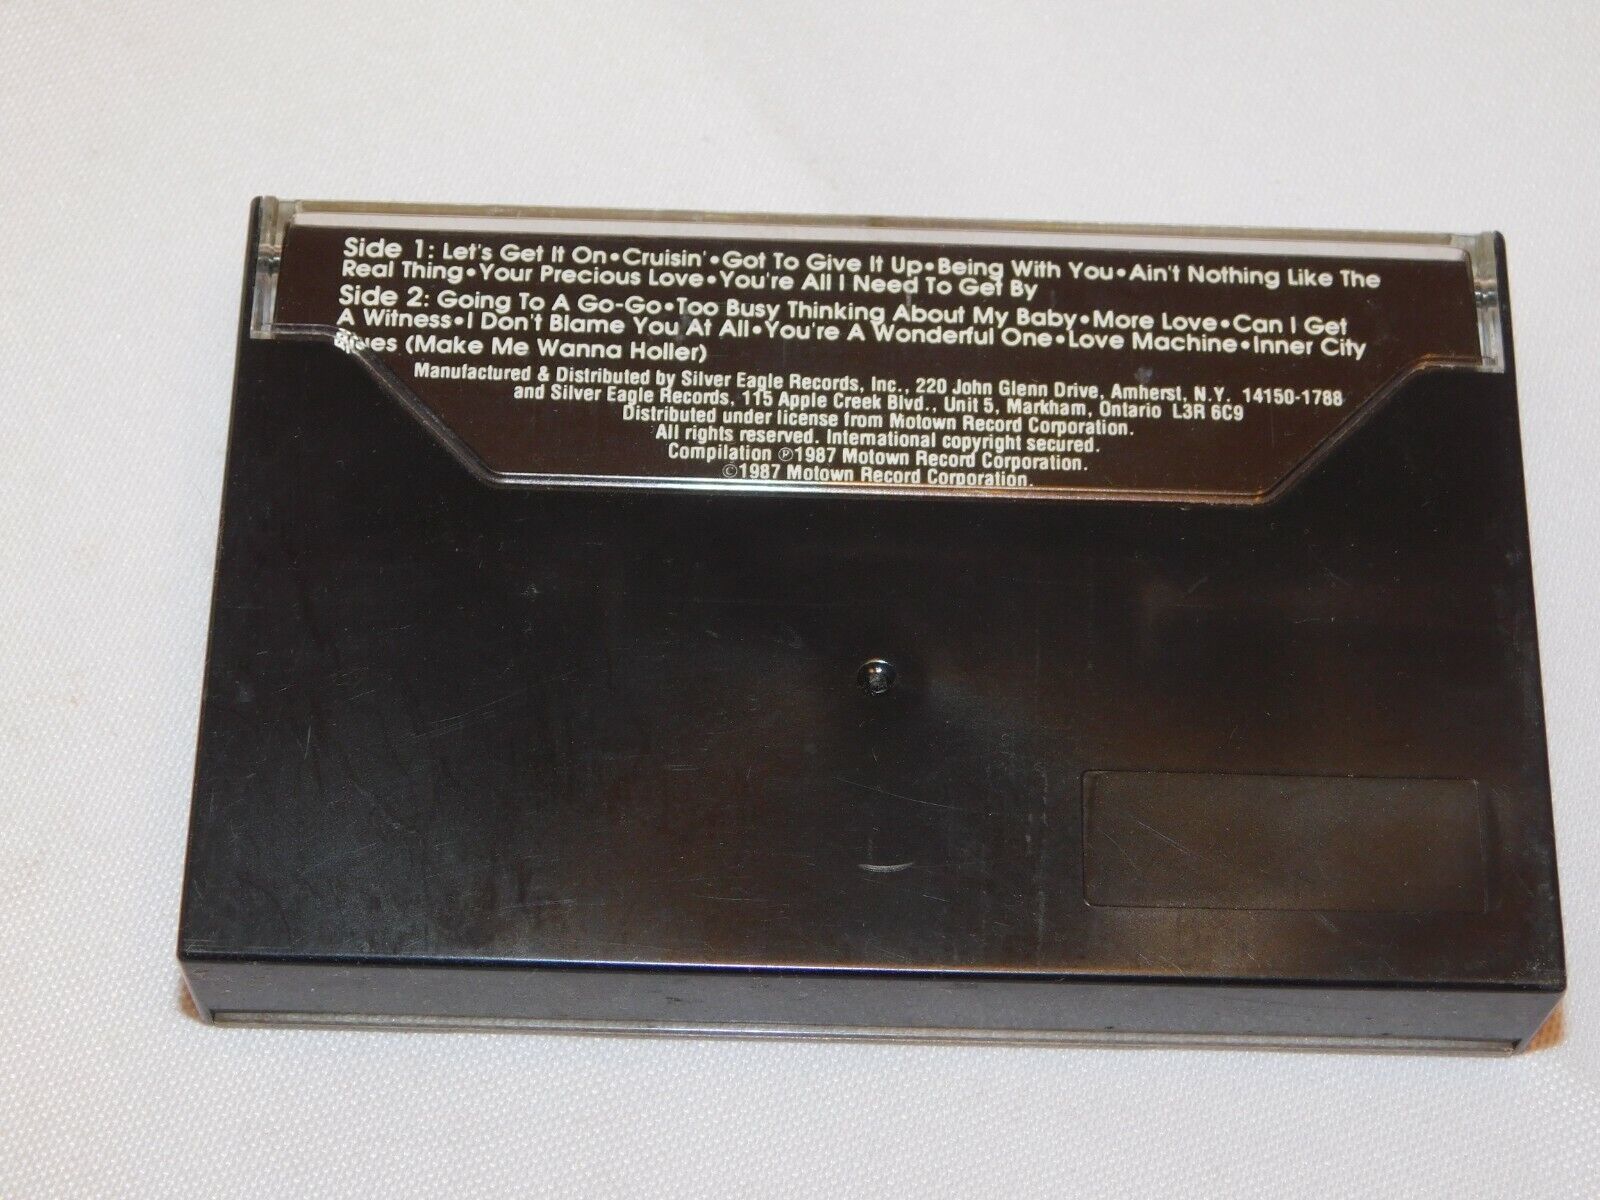 Side 1: Let's Get It On•Cruisin'•Got To Give It Up•Being With You•Ain't Nothing Like The
Real Thing•Your Precious Love•You're All I Need To Get By
Side 2: Going To A Go-Go•Too Busy Thinking About My Baby•More Love•Can I Get
A Witness•I Don't Blame You At All•You're A Wonderful One•Love Machine•Inner City
Blues (Make Me Wanna Holler)
Manufactured & Distributed by Silver Eagle Records, Inc., 220 John Glenn Drive, Amherst, N.Y. 14150-1788
and Silver Eagle Records, 115 Apple Creek Blvd., Unit 5, Markham, Ontario L3R 6C9
Distributed under license from Motown Record Corporation.
All rights reserved. International copyright secured.
Compilation ℗1987 Motown Record Corporation.
©1987 Motown Record Corporation.